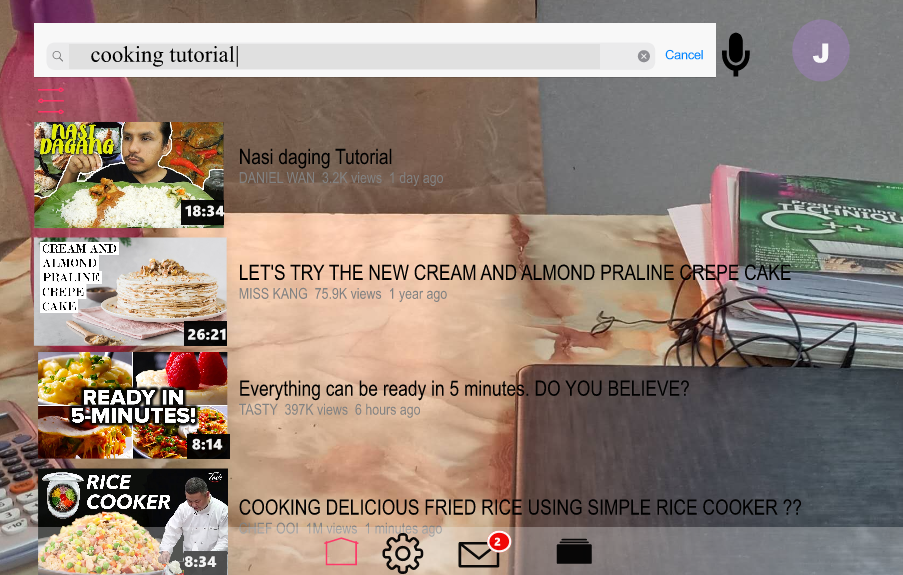 cooking tutorial
Cancel
J
NASI
DAGANG
18:34
Nasi daging Tutorial
DANIEL WAN 3.2K views 1 day ago
Programming
TECHNIQUE
C++
CREAM AND
ALMOND
PRALINE
CREPE
CAKE
26:21
LET'S TRY THE NEW CREAM AND ALMOND PRALINE CREPE CAKE
MISS KANG 75.9K views 1 year ago
READY IN
5-MINUTES!
8:14
Everything can be ready in 5 minutes. DO YOU BELIEVE?
TASTY 397K views 6 hours ago
RICE
COOKER
8:34
COOKING DELICIOUS FRIED RICE USING SIMPLE RICE COOKER ??
CHEF OOI 1M views 1 minutes ago
2